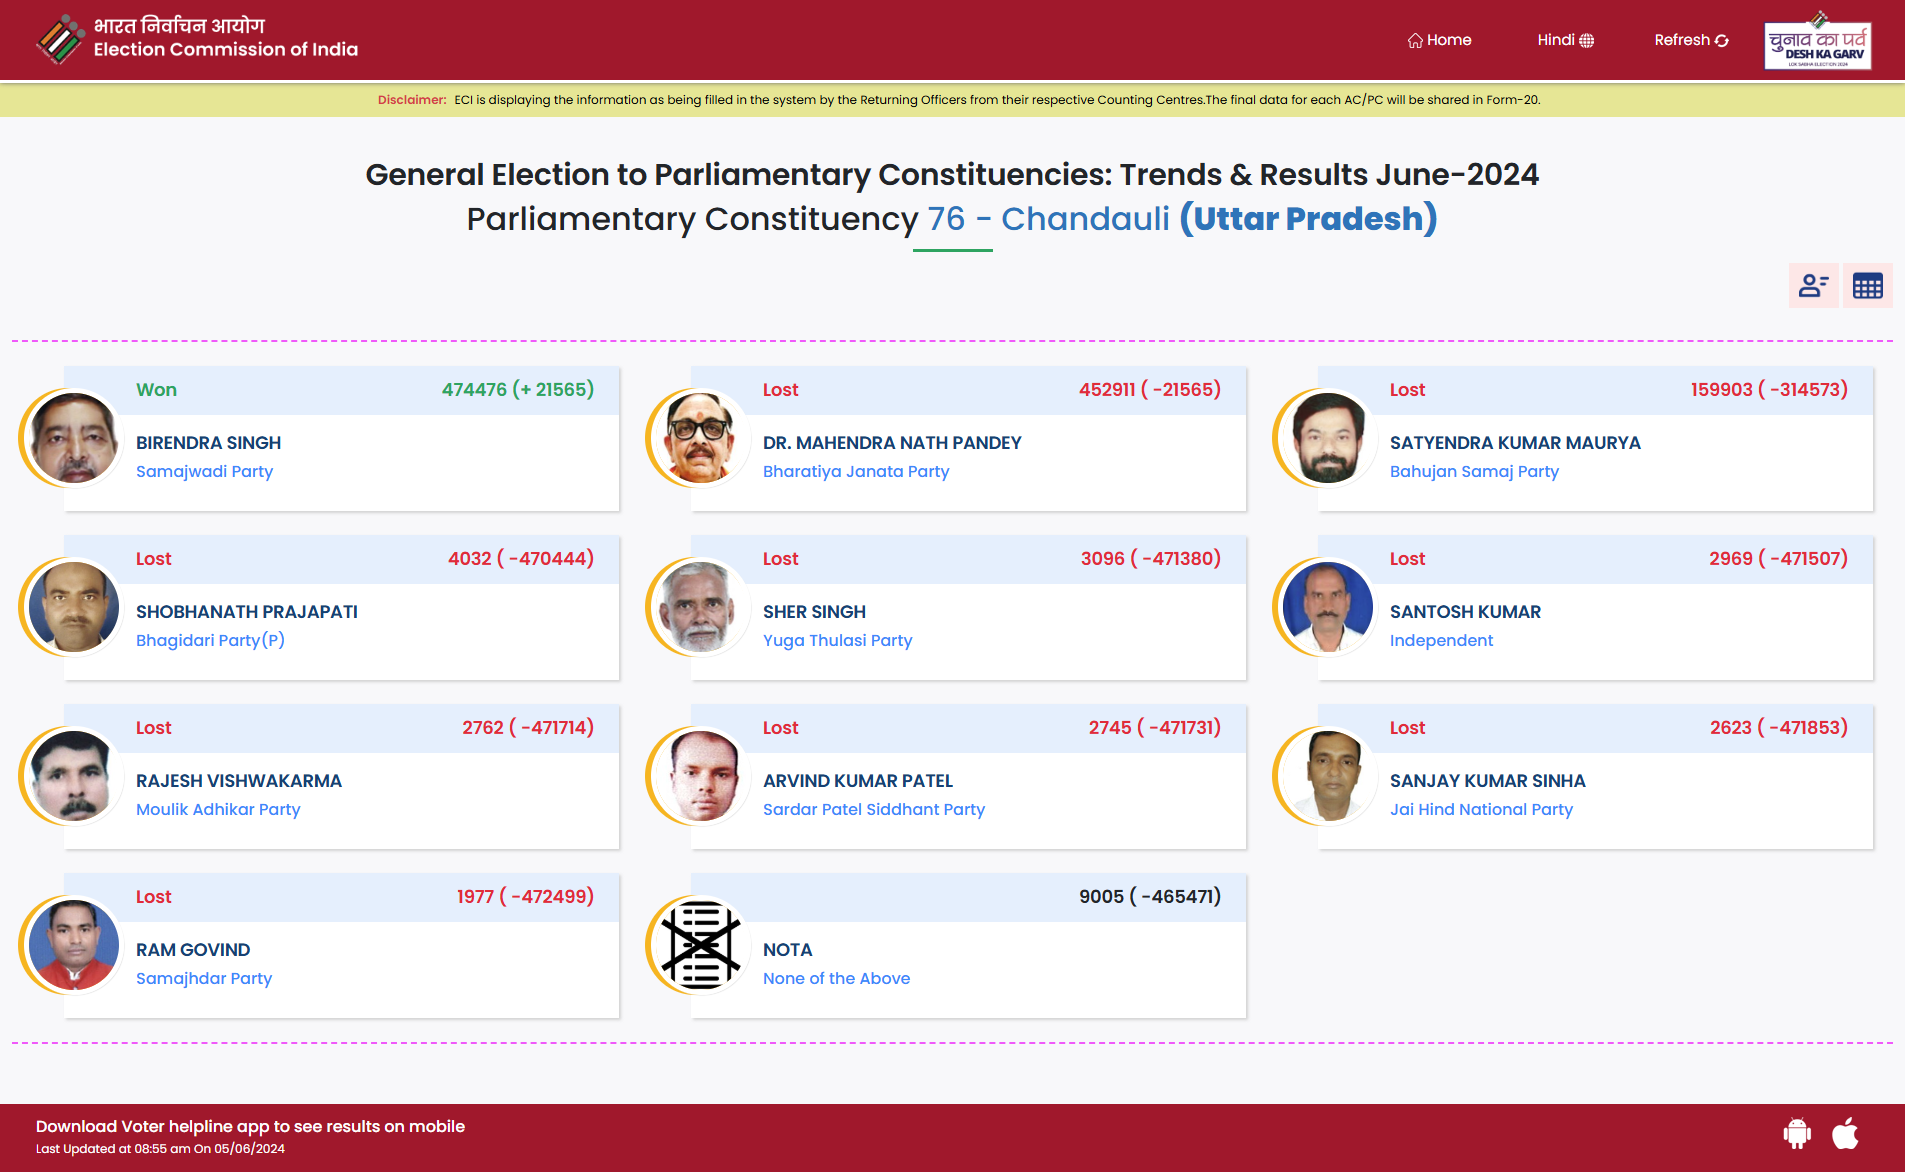 भारत निर्वाचन आयोग
Election Commission of India
Home
Hindi
Refresh
चुनाव का पर्व
DESH KA GARV
LOK SABHA ELECTION 2024
Disclaimer: ECI is displaying the information as being filled in the system by the Returning Officers from their respective Counting Centres.The final data for each AC/PC will be shared in Form-20.
General Election to Parliamentary Constituencies: Trends & Results June-2024
Parliamentary Constituency 76 - Chandauli (Uttar Pradesh)
Won 474476 (+ 21565)
BIRENDRA SINGH
Samajwadi Party
Lost 452911 ( -21565)
DR. MAHENDRA NATH PANDEY
Bharatiya Janata Party
Lost 159903 ( -314573)
SATYENDRA KUMAR MAURYA
Bahujan Samaj Party
Lost 4032 ( -470444)
SHOBHANATH PRAJAPATI
Bhagidari Party(P)
Lost 3096 ( -471380)
SHER SINGH
Yuga Thulasi Party
Lost 2969 ( -471507)
SANTOSH KUMAR
Independent
Lost 2762 ( -471714)
RAJESH VISHWAKARMA
Moulik Adhikar Party
Lost 2745 ( -471731)
ARVIND KUMAR PATEL
Sardar Patel Siddhant Party
Lost 2623 ( -471853)
SANJAY KUMAR SINHA
Jai Hind National Party
Lost 1977 ( -472499)
RAM GOVIND
Samajhdar Party
9005 ( -465471)
NOTA
None of the Above
Download Voter helpline app to see results on mobile
Last Updated at 08:55 am On 05/06/2024